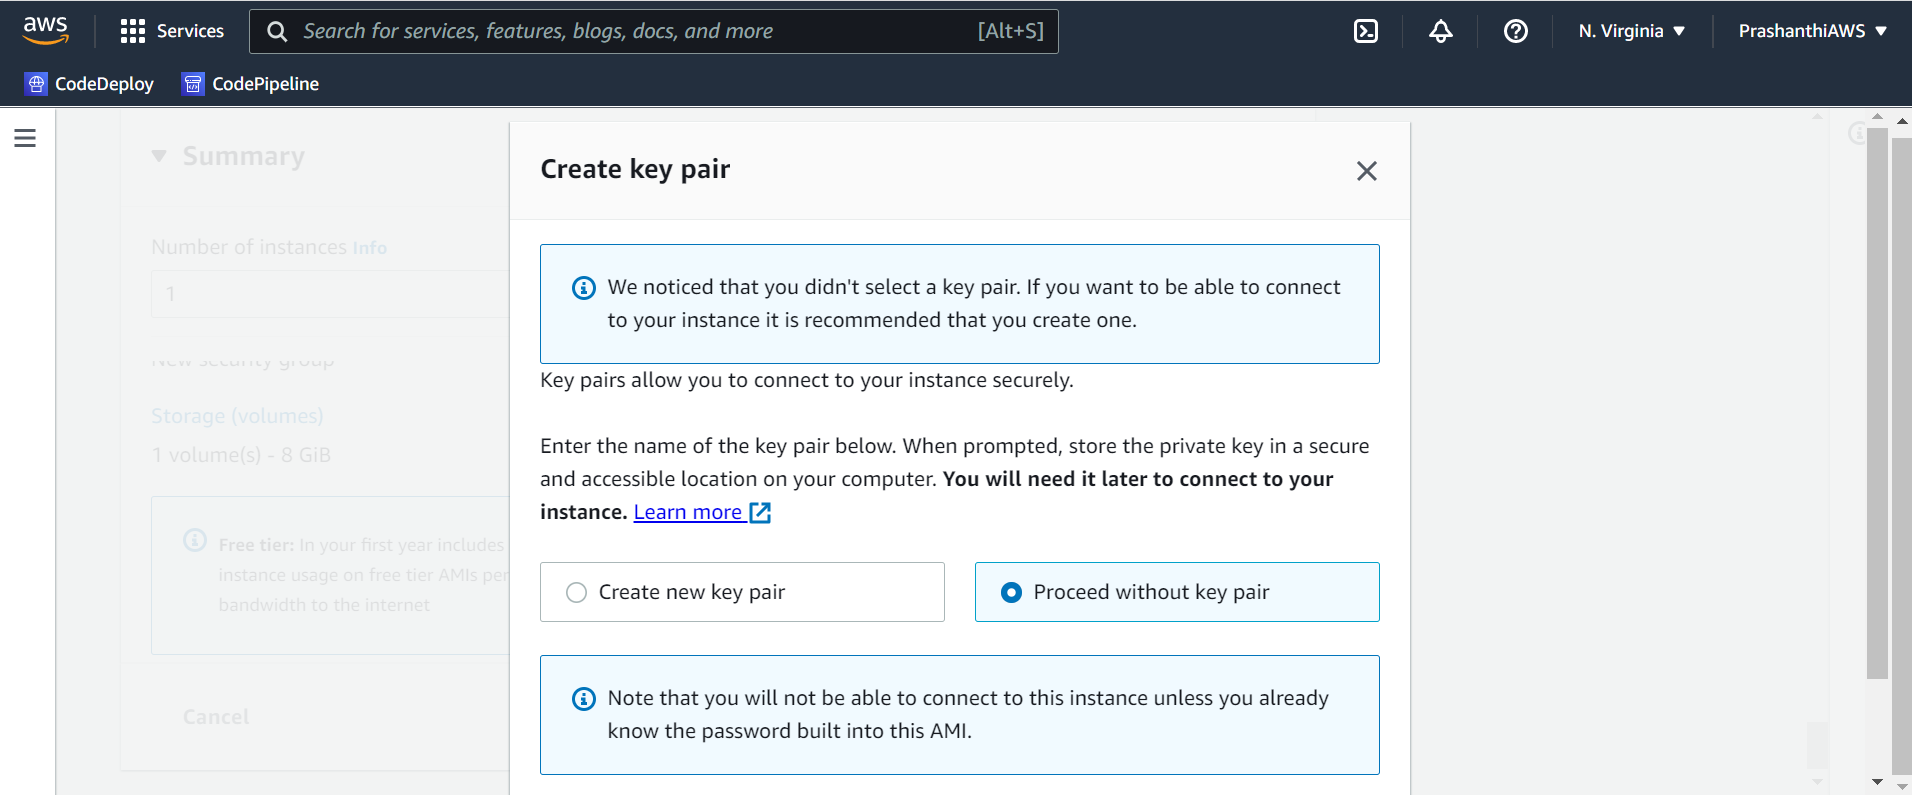 aws
Services
Search for services, features, blogs, docs, and more [Alt+S]
N. Virginia
PrashanthiAWS
CodeDeploy
CodePipeline
Summary
Number of instances Info
1
New security group
Storage (volumes)
1 volume(s) - 8 GiB
Free tier: In your first year includes
instance usage on free tier AMIs per
bandwidth to the internet
Cancel
Create key pair
We noticed that you didn't select a key pair. If you want to be able to connect
to your instance it is recommended that you create one.
Key pairs allow you to connect to your instance securely.
Enter the name of the key pair below. When prompted, store the private key in a secure
and accessible location on your computer. You will need it later to connect to your
instance. Learn more
Create new key pair
Proceed without key pair
Note that you will not be able to connect to this instance unless you already
know the password built into this AMI.